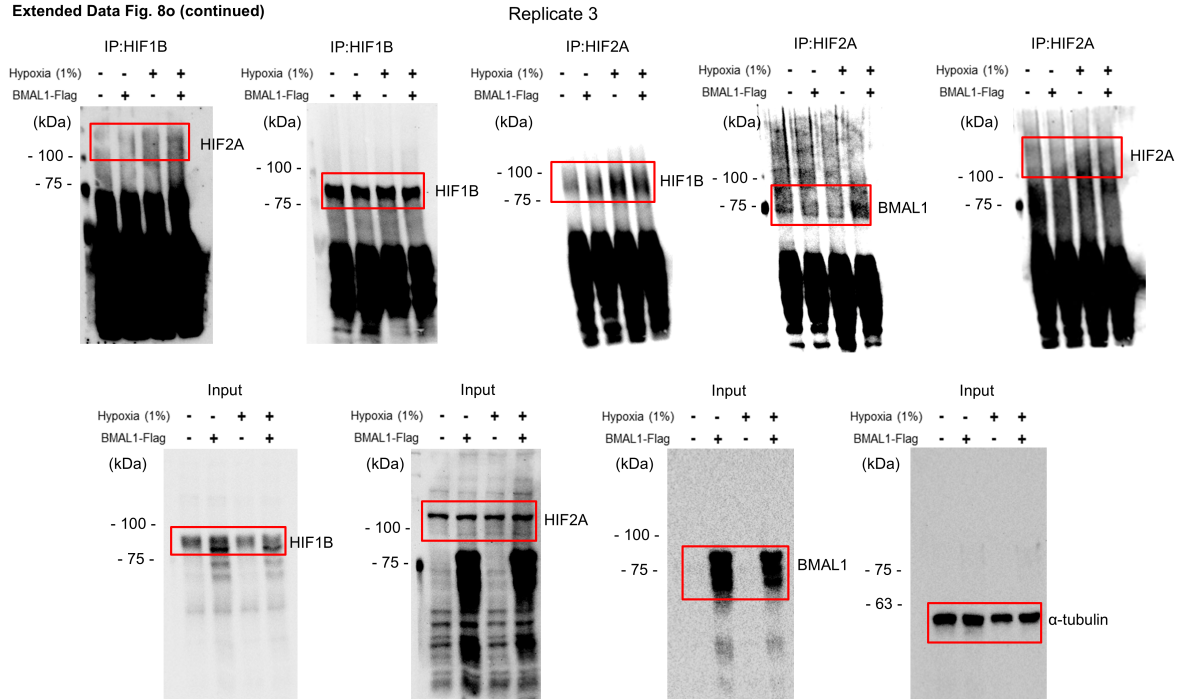 Extended Data Fig. 8o (continued)
Replicate 3
IP:HIF1B
Hypoxia (1%) - - + +
BMAL1-Flag - + - +
(kDa)
HIF2A
- 100 -
- 75 -
IP:HIF1B
Hypoxia (1%) - - + +
BMAL1-Flag - + - +
(kDa)
- 100 -
HIF1B
- 75 -
IP:HIF2A
Hypoxia (1%) - - + +
BMAL1-Flag - + - +
(kDa)
- 100 -
HIF1B
- 75 -
IP:HIF2A
Hypoxia (1%) - - + +
BMAL1-Flag - + - +
(kDa)
- 100 -
- 75 -
BMAL1
IP:HIF2A
Hypoxia (1%) - - + +
BMAL1-Flag - + - +
(kDa)
HIF2A
- 100 -
- 75 -
Input
Hypoxia (1%) - - + +
BMAL1-Flag - + - +
(kDa)
- 100 -
HIF1B
- 75 -
Input
Hypoxia (1%) - - + +
BMAL1-Flag - + - +
(kDa)
HIF2A
- 100 -
- 75 -
Input
Hypoxia (1%) - - + +
BMAL1-Flag - + - +
(kDa)
- 100 -
BMAL1
- 75 -
Input
Hypoxia (1%) - - + +
BMAL1-Flag - + - +
(kDa)
- 75 -
- 63 -
α-tubulin